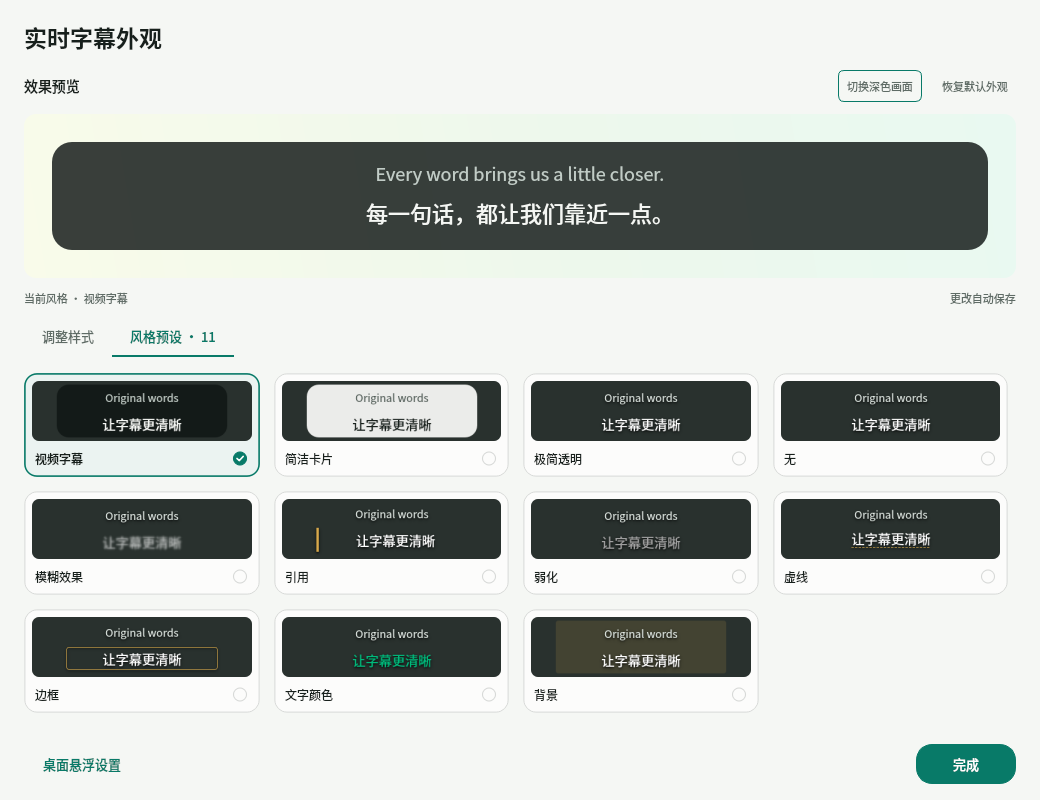 实时字幕外观
效果预览
切换深色画面
恢复默认外观
Every word brings us a little closer.
每一句话，都让我们靠近一点。
当前风格 · 视频字幕
更改自动保存
调整样式
风格预设 · 11
Original words
让字幕更清晰
视频字幕
Original words
让字幕更清晰
简洁卡片
Original words
让字幕更清晰
极简透明
Original words
让字幕更清晰
无
Original words
让字幕更清晰
模糊效果
Original words
让字幕更清晰
引用
Original words
让字幕更清晰
弱化
Original words
让字幕更清晰
虚线
Original words
让字幕更清晰
边框
Original words
让字幕更清晰
文字颜色
Original words
让字幕更清晰
背景
桌面悬浮设置
完成